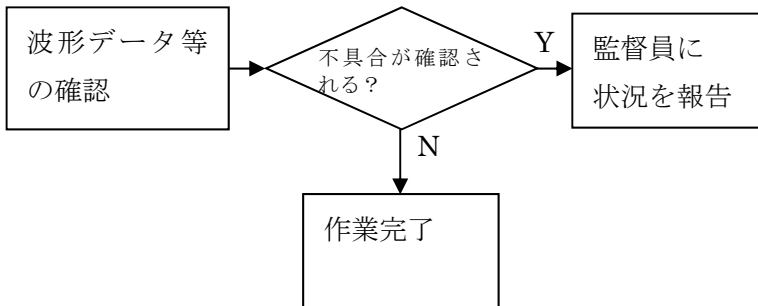 波形データ等
の確認
不具合が確認さ
れる？
Y
監督員に
状況を報告
N
作業完了